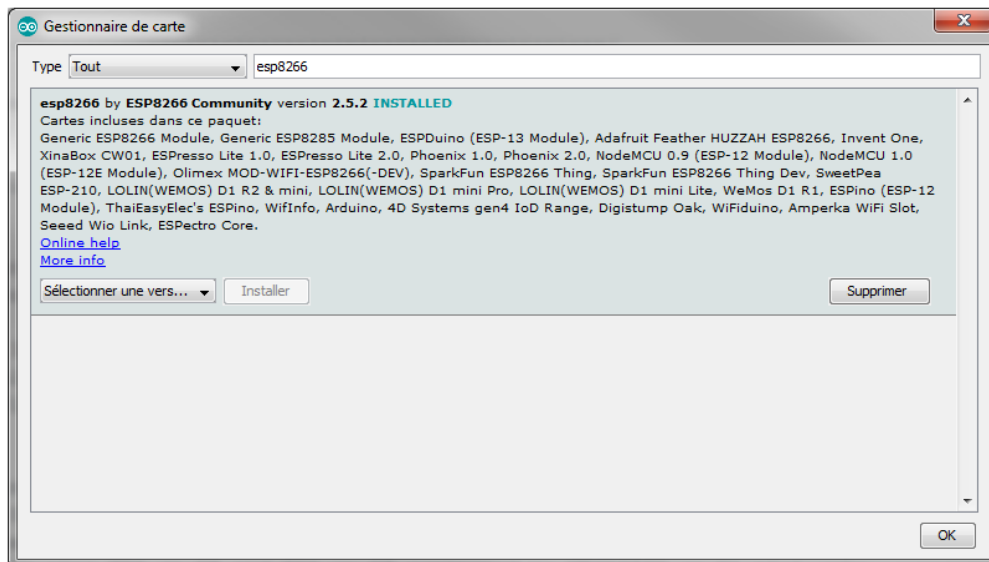 Gestionnaire de carte
Type Tout esp8266
esp8266 by ESP8266 Community version 2.5.2 INSTALLED
Cartes incluses dans ce paquet:
Generic ESP8266 Module, Generic ESP8285 Module, ESPDuino (ESP-13 Module), Adafruit Feather HUZZAH ESP8266, Invent One,
XinaBox CW01, ESPresso Lite 1.0, ESPresso Lite 2.0, Phoenix 1.0, Phoenix 2.0, NodeMCU 0.9 (ESP-12 Module), NodeMCU 1.0
(ESP-12E Module), Olimex MOD-WIFI-ESP8266(-DEV), SparkFun ESP8266 Thing, SparkFun ESP8266 Thing Dev, SweetPea
ESP-210, LOLIN(WEMOS) D1 R2 & mini, LOLIN(WEMOS) D1 mini Pro, LOLIN(WEMOS) D1 mini Lite, WeMos D1 R1, ESPino (ESP-12
Module), ThaiEasyElec's ESPino, WifInfo, Arduino, 4D Systems gen4 IoD Range, Digistump Oak, WiFiduino, Amperka WiFi Slot,
Seeed Wio Link, ESPectro Core.
Online help
More info
Sélectionner une vers... Installer Supprimer
OK